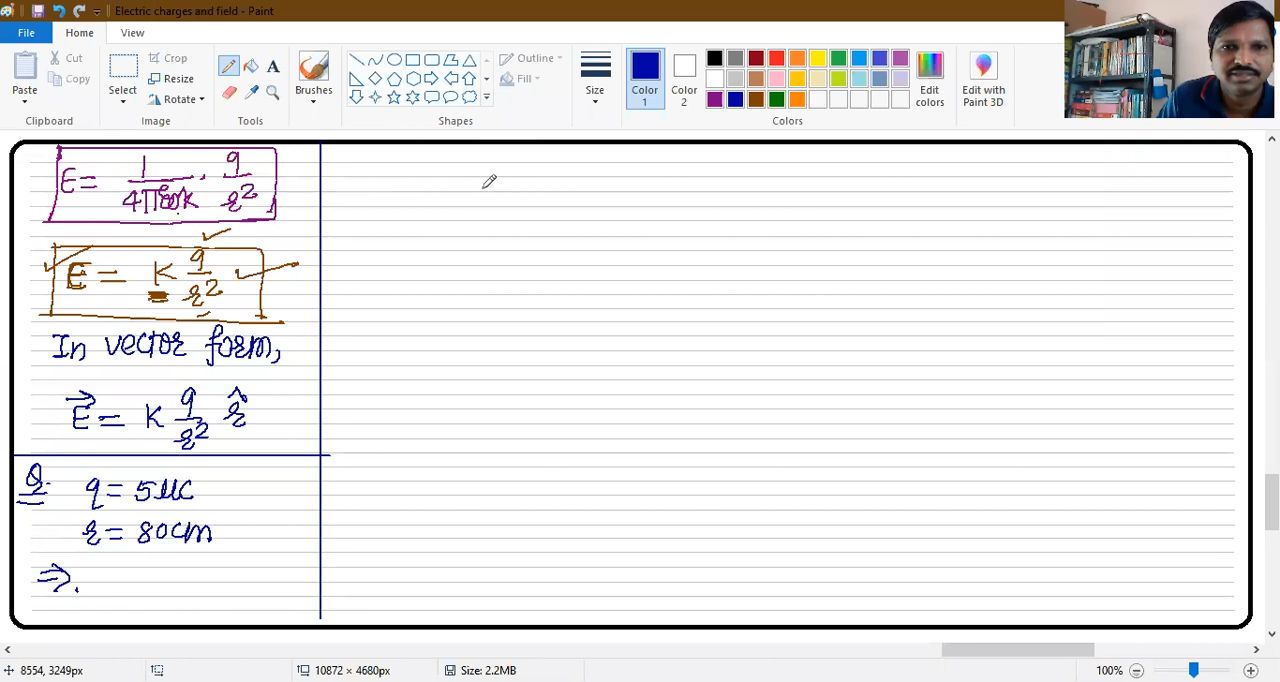 Electric charges and field - Paint
File Home View
Paste Cut Copy Clipboard
Select Crop Resize Rotate Image
A Tools
Brushes
Outline Fill Shapes
Size
Color 1 Color 2 Edit colors Colors
Edit with Paint 3D
E = 1/4πε₀K . q/r²
E = K q/r²
In vector form,
E⃗ = K q/r² r̂
Q. q = 5μC
r = 80cm
⇒.
8554, 3249px 10872 × 4680px Size: 2.2MB 100%